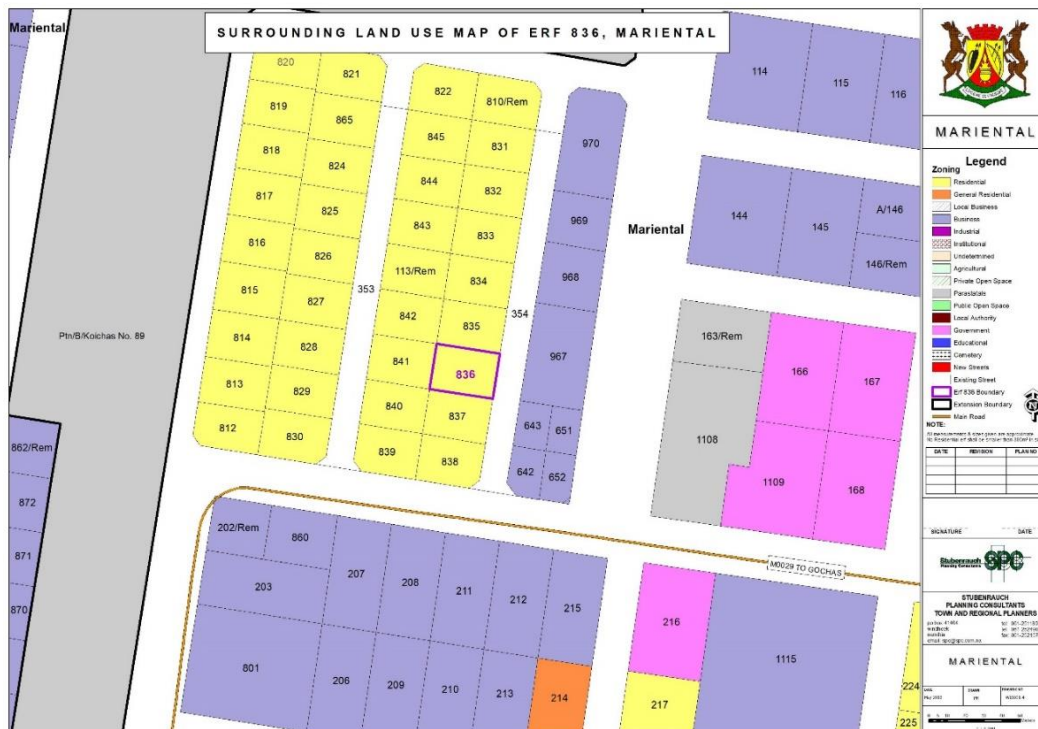 SURROUNDING LAND USE MAP OF ERF 836, MARIENTAL
Mariental
820
821
822
810/Rem
819
865
845
831
970
818
824
844
832
817
825
843
833
969
816
826
113/Rem
834
968
815
827
353
842
835
354
967
814
828
841
836
813
829
840
837
643
651
812
830
839
838
642
652
Mariental
114
115
116
144
145
A/146
146/Rem
163/Rem
166
167
1108
1109
168
Ptn/B/Koichas No. 89
862/Rem
872
871
870
202/Rem
860
203
207
208
211
212
215
801
206
209
210
213
214
M0029 TO GOCHAS
216
217
1115
224
225
MARIENTAL
Legend
Zoning
Residential
General Residential
Local Business
Business
Industrial
Institutional
Undetermined
Agricultural
Private Open Space
Parastatals
Public Open Space
Local Authority
Government
Educational
Cemetery
New Streets
Existing Street
Erf 836 Boundary
Extension Boundary
Main Road
NOTE:
DATE REVISION PLAN NO
SIGNATURE DATE
Stubenrauch
Planning Consultants
SPC
STUBENRAUCH
PLANNING CONSULTANTS
TOWN AND REGIONAL PLANNERS
MARIENTAL